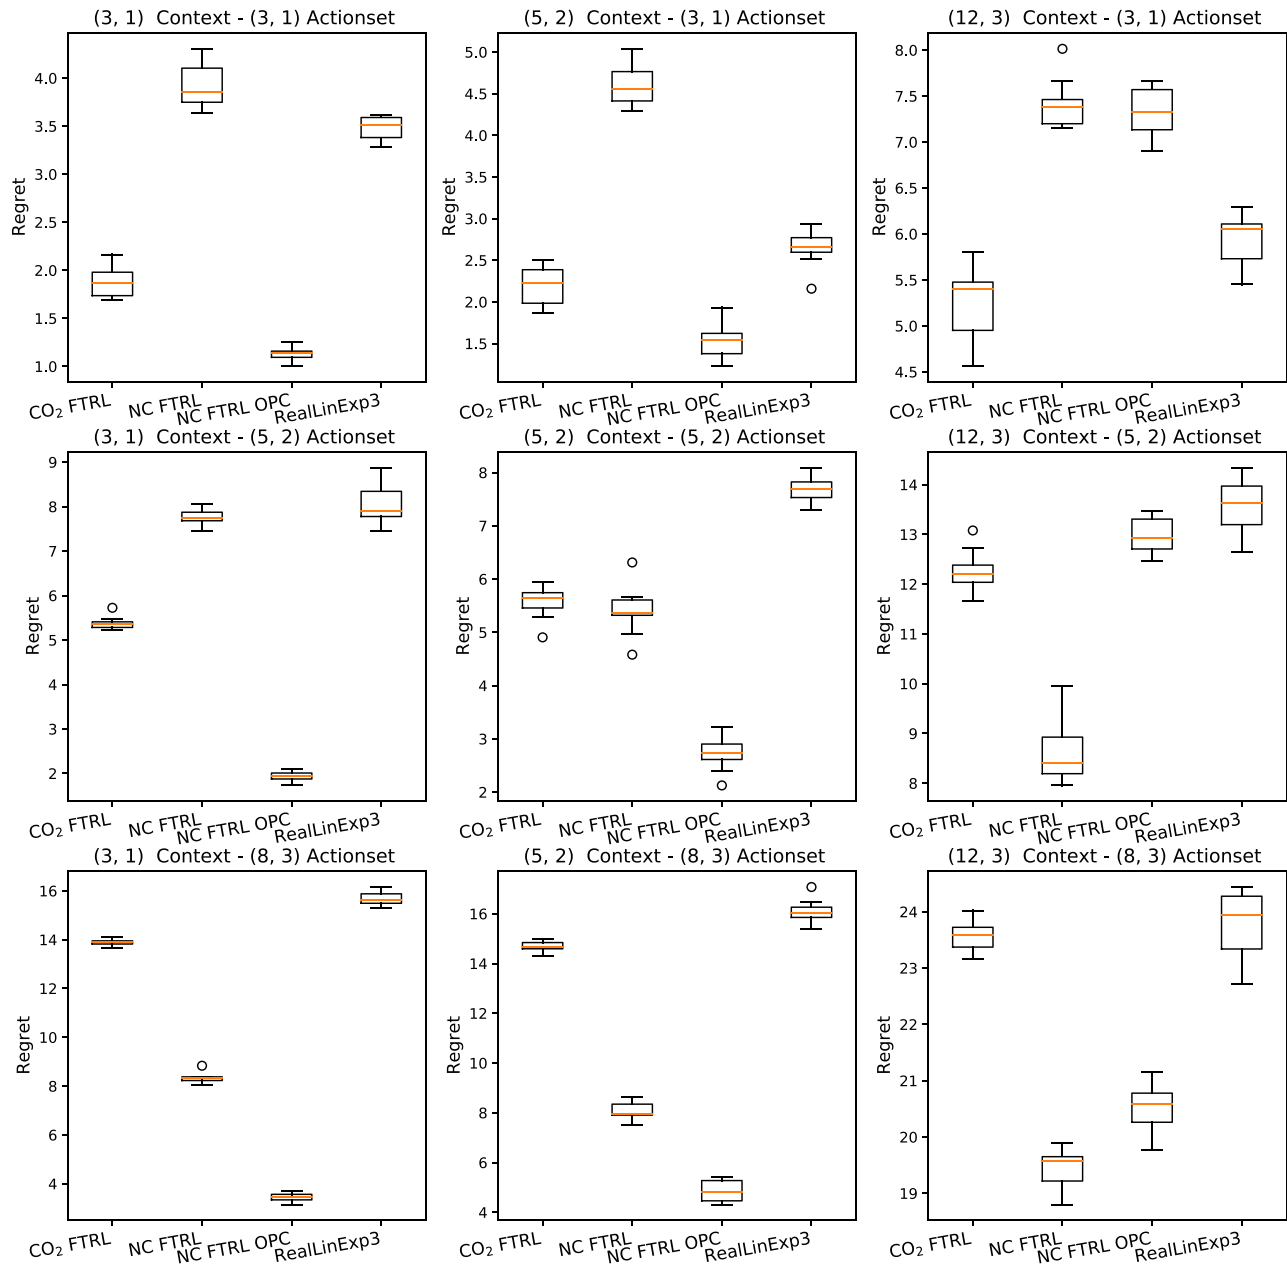 (3, 1)  Context - (3, 1) Actionset
Regret
4.0
3.5
3.0
2.5
2.0
1.5
1.0
CO₂ FTRL
NC FTRL
NC FTRL OPC
RealLinExp3
(5, 2)  Context - (3, 1) Actionset
Regret
5.0
4.5
4.0
3.5
3.0
2.5
2.0
1.5
CO₂ FTRL
NC FTRL
NC FTRL OPC
RealLinExp3
(12, 3)  Context - (3, 1) Actionset
Regret
8.0
7.5
7.0
6.5
6.0
5.5
5.0
4.5
CO₂ FTRL
NC FTRL
NC FTRL OPC
RealLinExp3
(3, 1)  Context - (5, 2) Actionset
Regret
9
8
7
6
5
4
3
2
CO₂ FTRL
NC FTRL
NC FTRL OPC
RealLinExp3
(5, 2)  Context - (5, 2) Actionset
Regret
8
7
6
5
4
3
2
CO₂ FTRL
NC FTRL
NC FTRL OPC
RealLinExp3
(12, 3)  Context - (5, 2) Actionset
Regret
14
13
12
11
10
9
8
CO₂ FTRL
NC FTRL
NC FTRL OPC
RealLinExp3
(3, 1)  Context - (8, 3) Actionset
Regret
16
14
12
10
8
6
4
CO₂ FTRL
NC FTRL
NC FTRL OPC
RealLinExp3
(5, 2)  Context - (8, 3) Actionset
Regret
16
14
12
10
8
6
4
CO₂ FTRL
NC FTRL
NC FTRL OPC
RealLinExp3
(12, 3)  Context - (8, 3) Actionset
Regret
24
23
22
21
20
19
CO₂ FTRL
NC FTRL
NC FTRL OPC
RealLinExp3